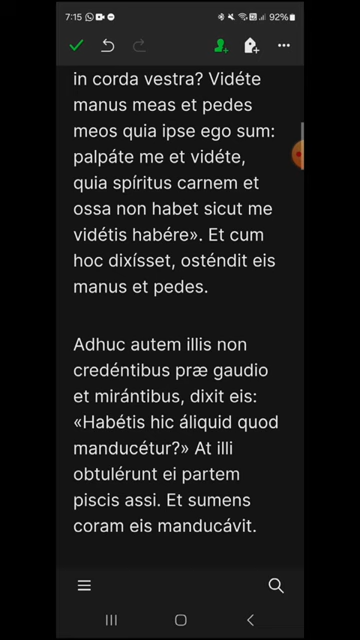 7:15
92%
in corda vestra? Vidéte
manus meas et pedes
meos quia ipse ego sum:
palpáte me et vidéte,
quia spíritus carnem et
ossa non habet sicut me
vidétis habére». Et cum
hoc dixísset, osténdit eis
manus et pedes.
Adhuc autem illis non
credéntibus præ gaudio
et mirántibus, dixit eis:
«Habétis hic áliquid quod
manducétur?» At illi
obtulérunt ei partem
piscis assi. Et sumens
coram eis manducávit.